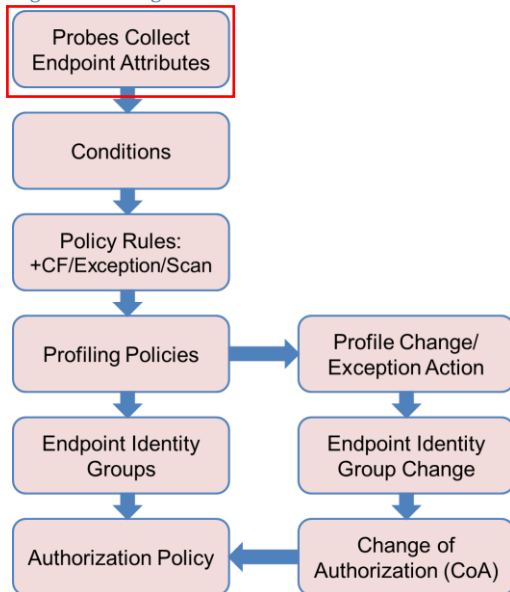 Probes Collect
Endpoint Attributes
Conditions
Policy Rules:
+CF/Exception/Scan
Profiling Policies
Profile Change/
Exception Action
Endpoint Identity
Groups
Endpoint Identity
Group Change
Authorization Policy
Change of
Authorization (CoA)